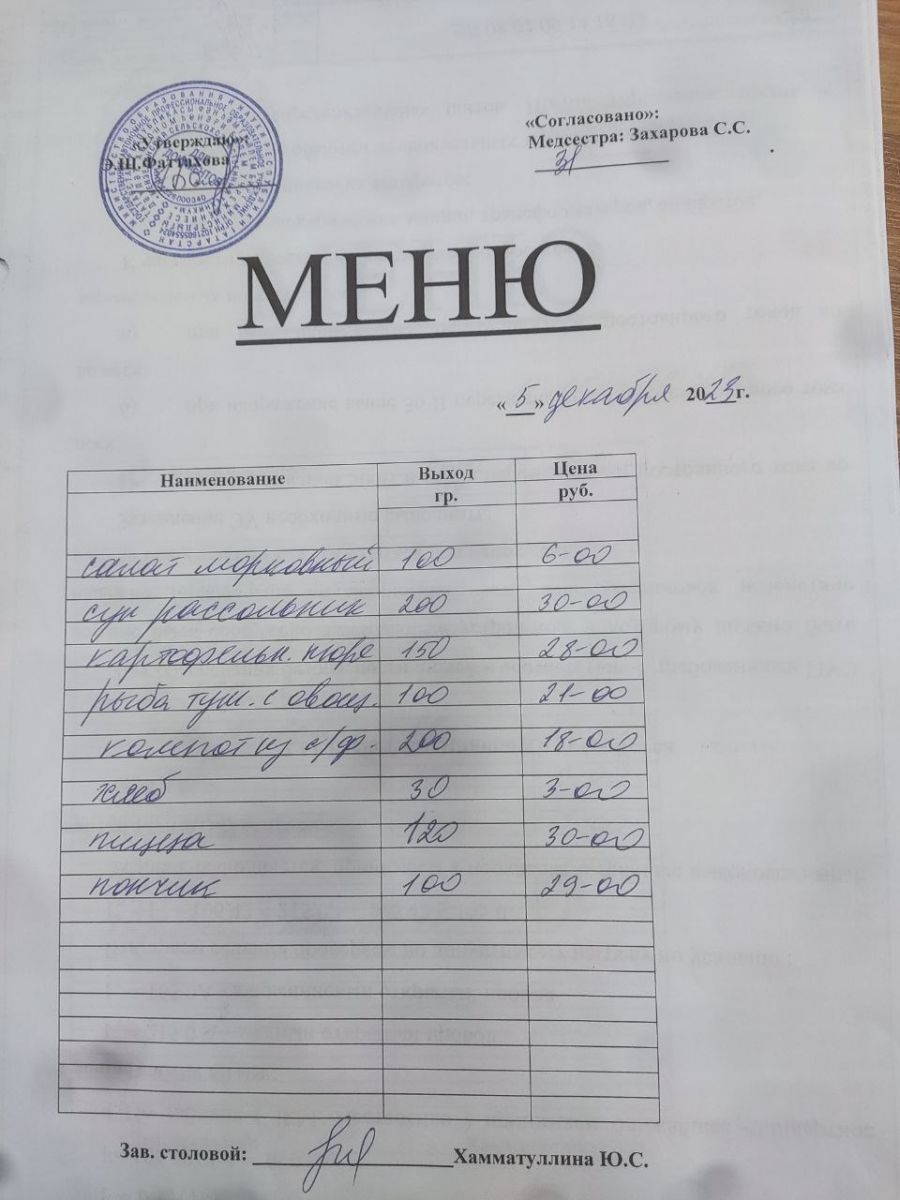 «Утверждаю»:
Э.Ш.Фаттахова
«Согласовано»:
Медсестра: Захарова С.С.
МЕНЮ
«5» декабря 2023г.
Наименование Выход гр. Цена руб.
салат морковный 100 6-00
суп рассольник 200 30-00
картофельн. пюре 150 28-00
рыба туш. с овощ. 100 21-00
компот из с/ф. 200 18-00
хлеб 30 3-00
пицца 120 30-00
пончик 100 29-00
Зав. столовой: Хамматуллина Ю.С.